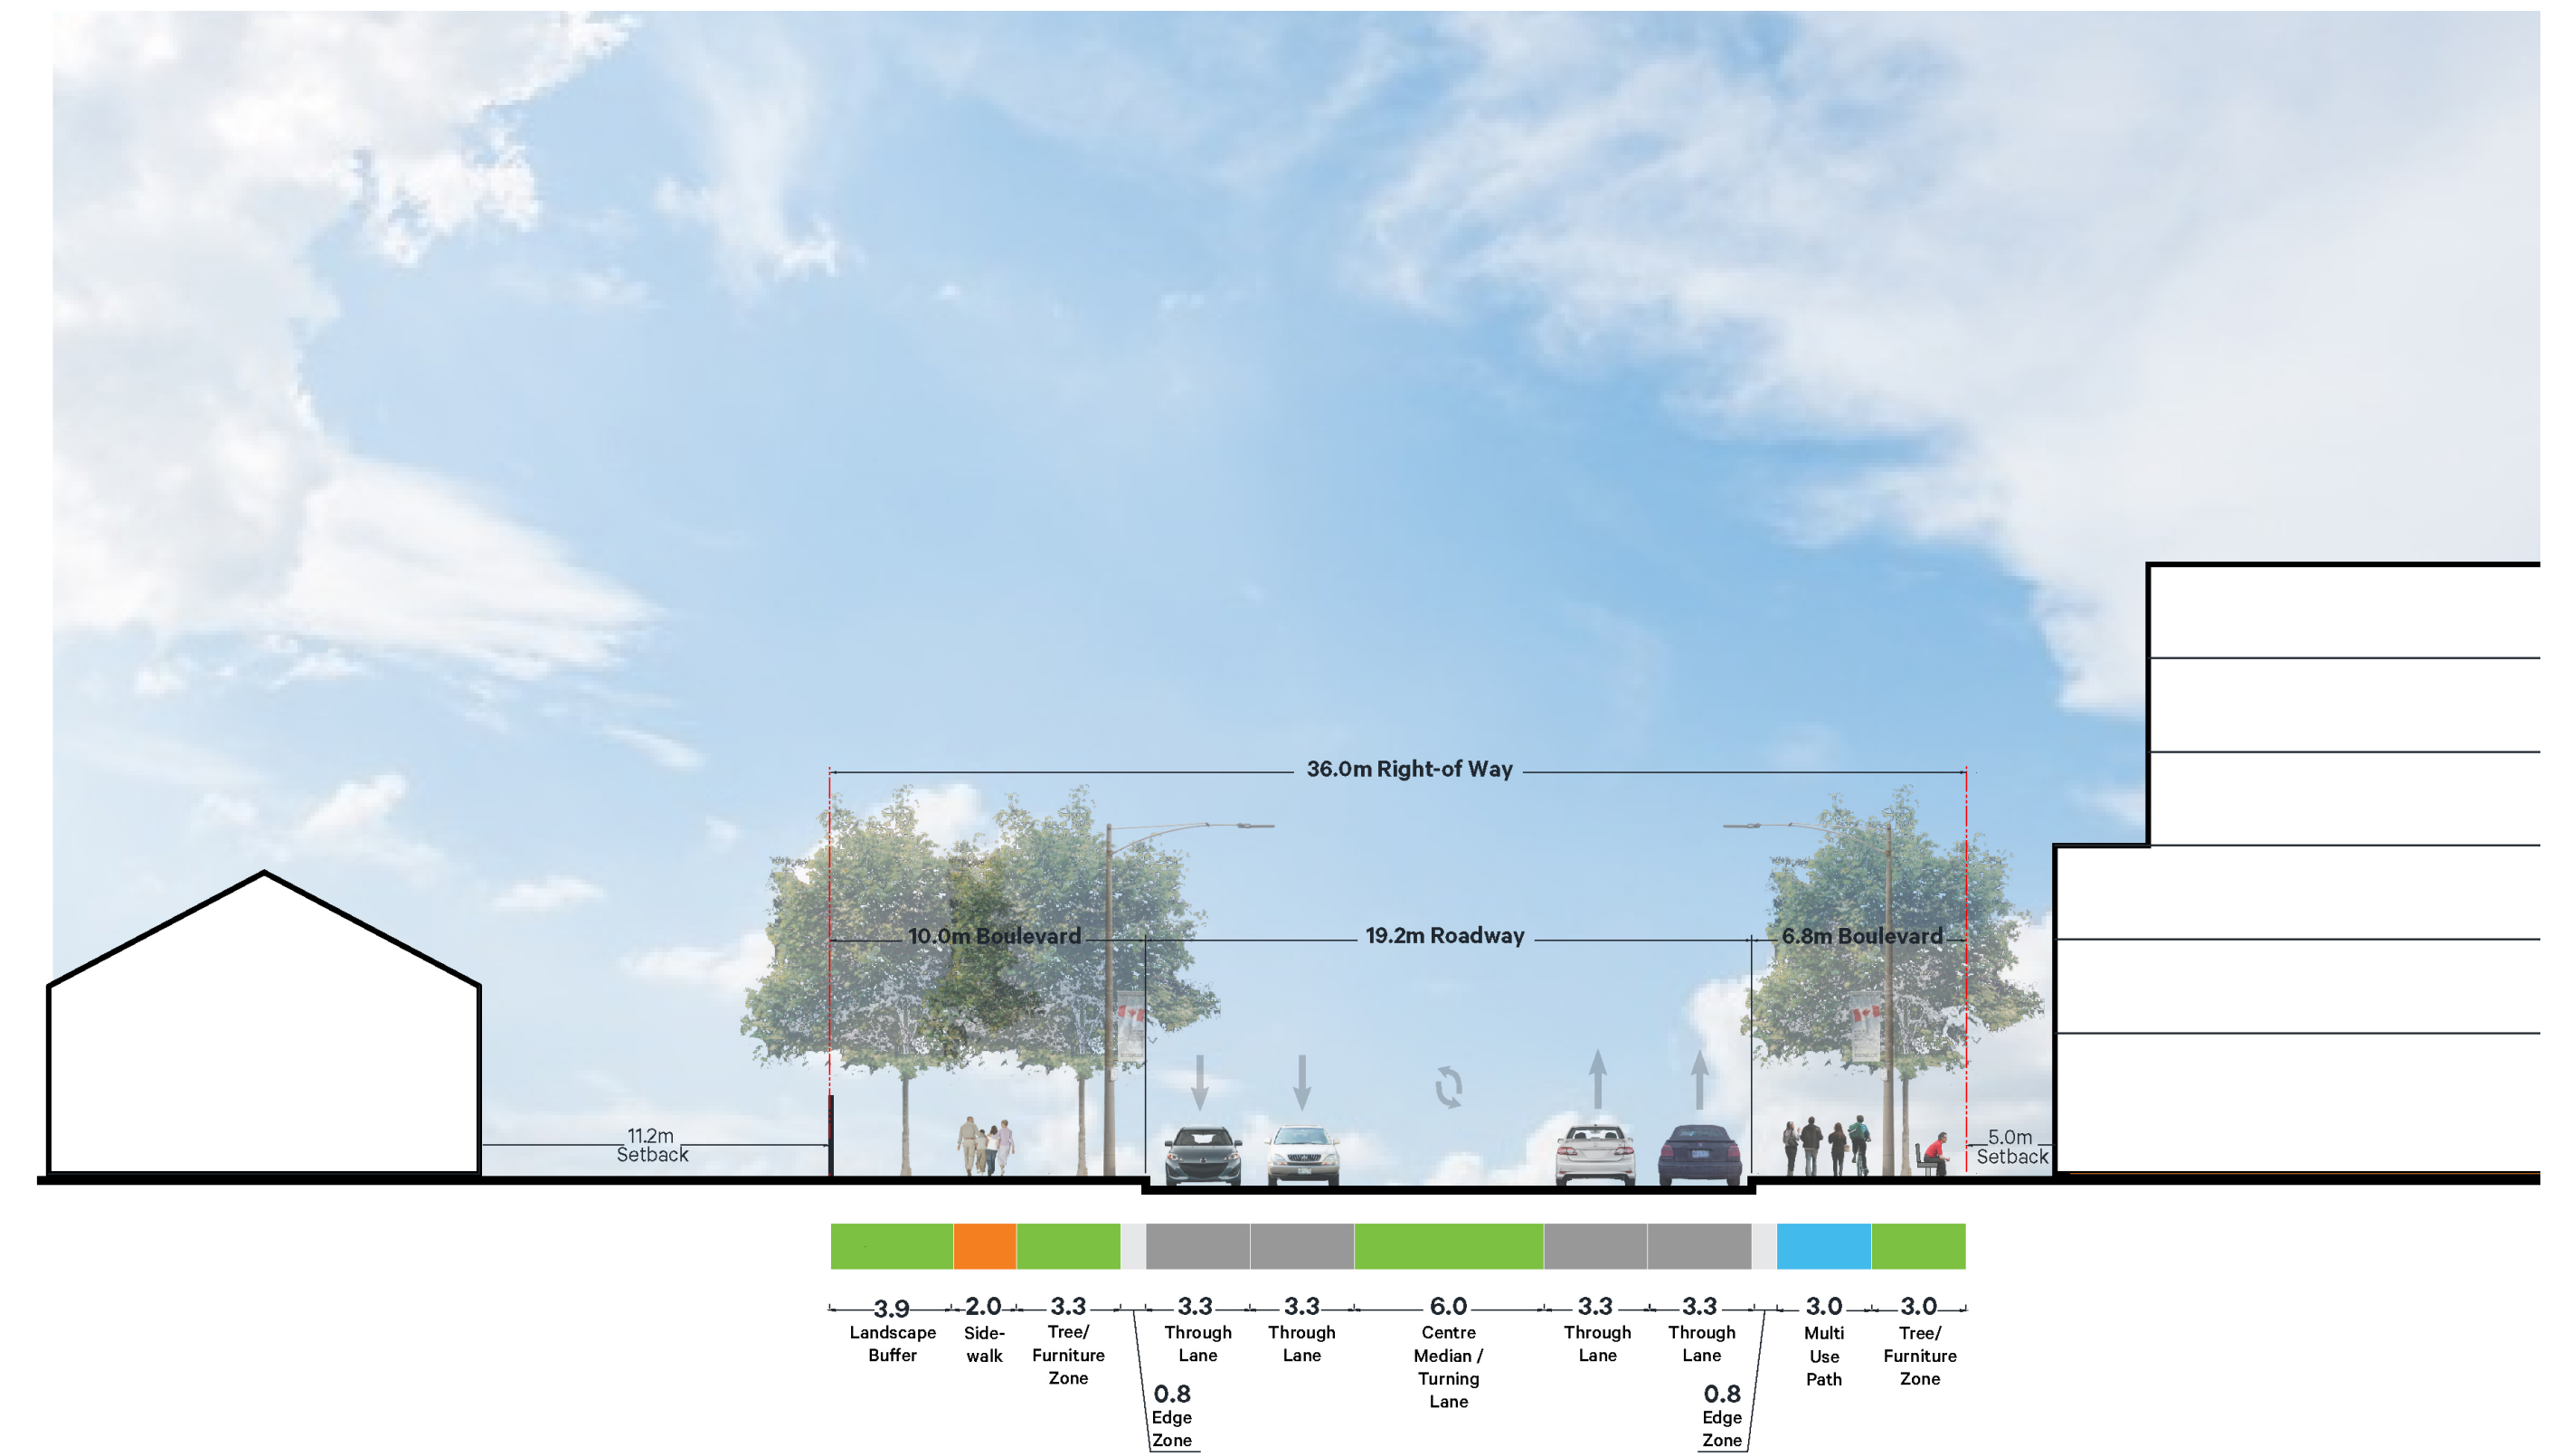 36.0m Right-of Way
10.0m Boulevard
19.2m Roadway
6.8m Boulevard
11.2m
Setback
5.0m
Setback
3.9
Landscape
Buffer
2.0
Side-
walk
3.3
Tree/
Furniture
Zone
0.8
Edge
Zone
3.3
Through
Lane
3.3
Through
Lane
6.0
Centre
Median /
Turning
Lane
3.3
Through
Lane
3.3
Through
Lane
0.8
Edge
Zone
3.0
Multi
Use
Path
3.0
Tree/
Furniture
Zone